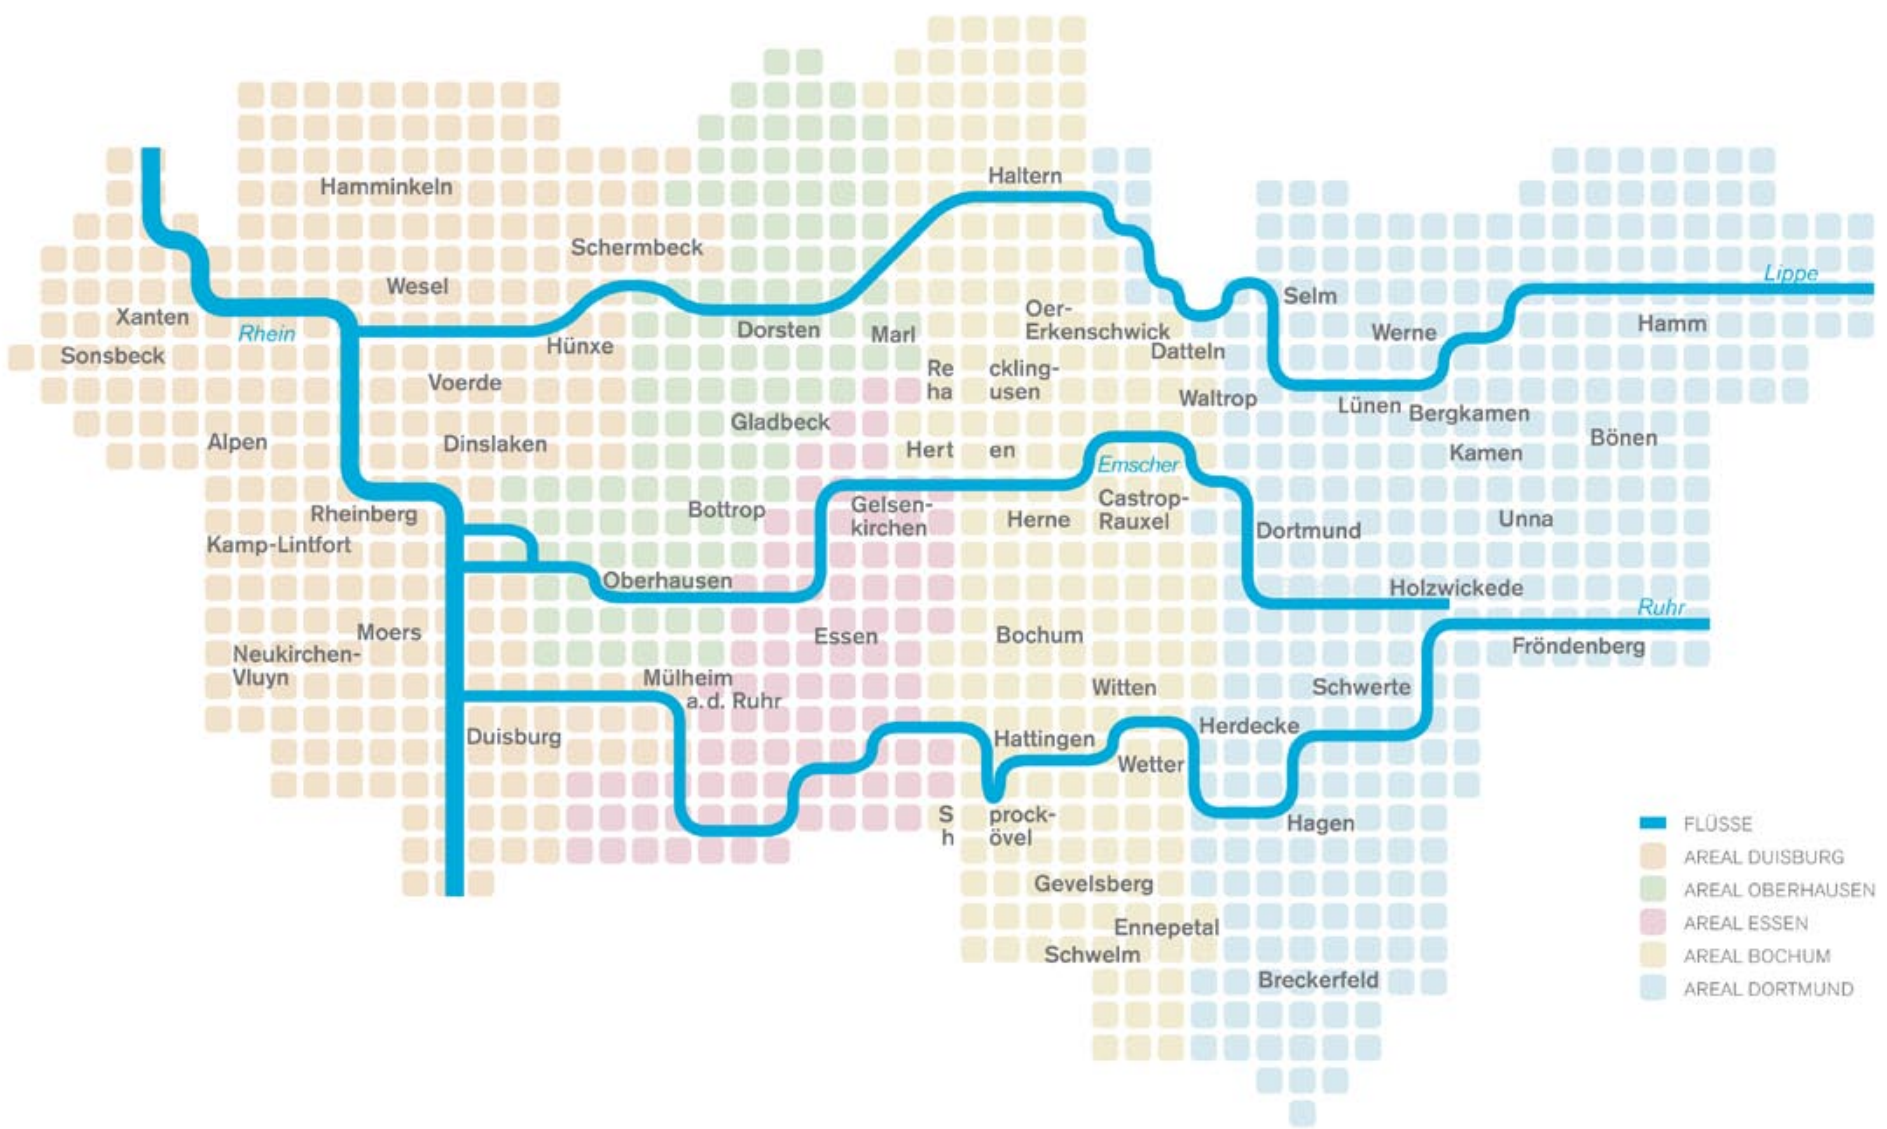 Haltern
Hamminkeln
Schermbeck
Lippe
Wesel
Selm
Oer-
Erkenschwick
Xanten
Rhein
Dorsten
Marl
Werne
Hamm
Hünxe
Datteln
Sonsbeck
Re ckling-
ha usen
Voerde
Waltrop
Lünen
Bergkamen
Gladbeck
Alpen
Dinslaken
Bönen
Hert en
Kamen
Emscher
Castrop-
Rauxel
Gelsen-
kirchen
Bottrop
Rheinberg
Herne
Unna
Dortmund
Kamp-Lintfort
Oberhausen
Holzwickede
Ruhr
Moers
Essen
Bochum
Fröndenberg
Neukirchen-
Vluyn
Mülheim
a.d. Ruhr
Witten
Schwerte
Duisburg
Hattingen
Herdecke
Wetter
S prock-
h övel
Hagen
Gevelsberg
Ennepetal
Schwelm
Breckerfeld
FLÜSSE
AREAL DUISBURG
AREAL OBERHAUSEN
AREAL ESSEN
AREAL BOCHUM
AREAL DORTMUND